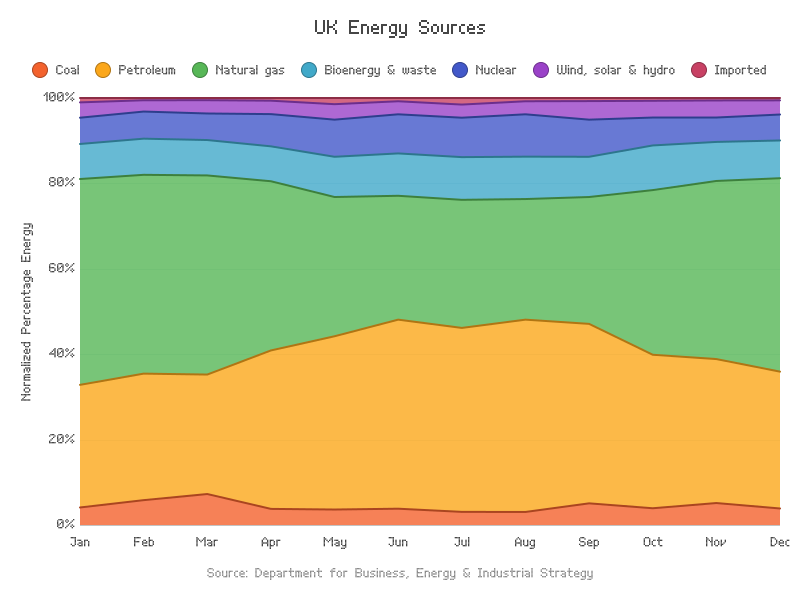 UK Energy Sources
Coal Petroleum Natural gas Bioenergy & waste Nuclear Wind, solar & hydro Imported
100%
80%
60%
40%
20%
0%
Normalized Percentage Energy
Jan Feb Mar Apr May Jun Jul Aug Sep Oct Nov Dec
Source: Department for Business, Energy & Industrial Strategy